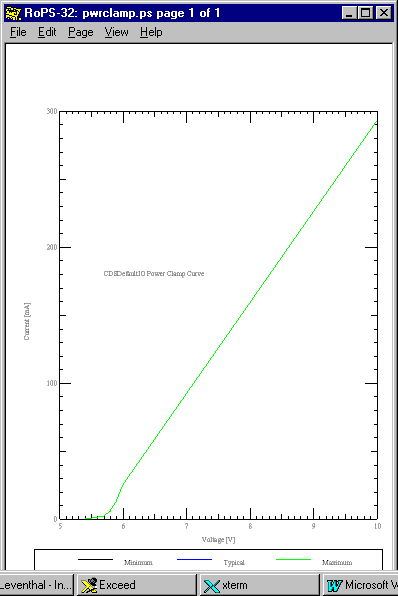 RoPS-32: pwrclamp.ps page 1 of 1
File Edit Page View Help
300
200
CDSDefaultIO Power Clamp Curve
Current [mA]
100
0
5 6 7 8 9 10
Voltage [V]
Minimum Typical Maximum
Leventhal - In... Exceed xterm Microsoft W